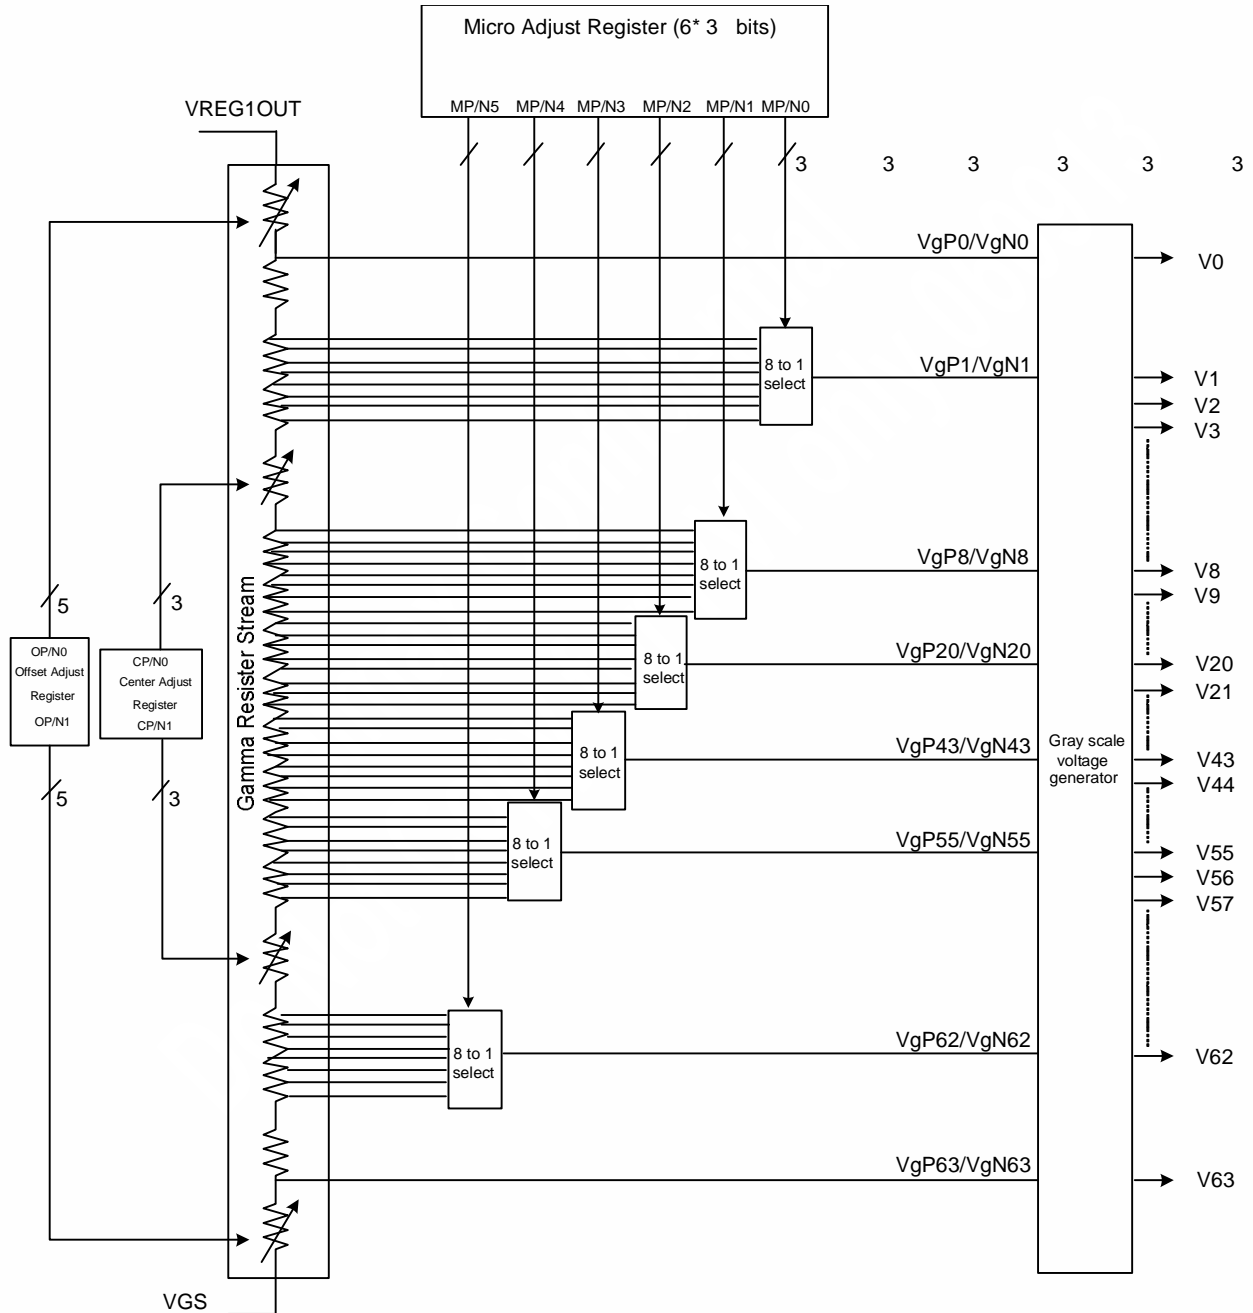 Micro Adjust Register (6* 3 bits)
MP/N5 MP/N4 MP/N3 MP/N2 MP/N1 MP/N0
VREG1OUT
3 3 3 3 3 3
VgP0/VgN0
V0
8 to 1
select
VgP1/VgN1
V1
V2
V3
8 to 1
select
VgP8/VgN8
V8
V9
5
3
OP/N0
Offset Adjust
Register
OP/N1
CP/N0
Center Adjust
Register
CP/N1
Gamma Resister Stream
8 to 1
select
VgP20/VgN20
V20
V21
8 to 1
select
VgP43/VgN43
Gray scale
voltage
generator
V43
V44
5
3
8 to 1
select
VgP55/VgN55
V55
V56
V57
8 to 1
select
VgP62/VgN62
V62
VgP63/VgN63
V63
VGS